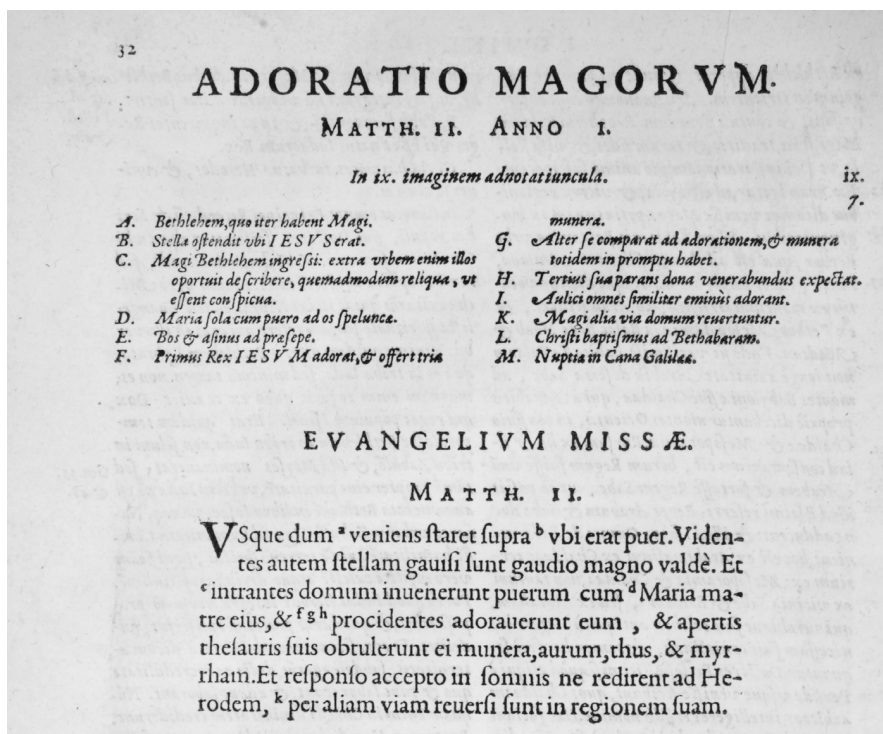 32
ADORATIO MAGORVM.
MATTH. II. ANNO I.
In ix. imaginem adnotatiuncula.
ix.
7.
A. Bethlehem, quo iter habent Magi.
B. Stella ostendit vbi IESVS erat.
C. Magi Bethlehem ingressi: extra vrbem enim illos
oportuit describere, quemadmodum reliqua, vt
essent conspicua.
D. Maria sola cum puero ad os speluncæ.
E. Bos & asinus ad præsepe.
F. Primus Rex IESVM adorat, & offert tria
munera.
G. Alter se comparat ad adorationem, & munera
totidem in promptu habet.
H. Tertius sua parans dona venerabundus expectat.
I. Aulici omnes similiter eminùs adorant.
K. Magi alia via domum reuertuntur.
L. Christi baptismus ad Bethabaram.
M. Nuptiæ in Cana Galilææ.
EVANGELIVM MISSÆ.
MATTH. II.
VSque dum a veniens staret supra b vbi erat puer. Viden-
tes autem stellam gauisi sunt gaudio magno valdè. Et
c intrantes domum inuenerunt puerum cum d Maria ma-
tre eius, & f g h procidentes adorauerunt eum, & apertis
thesauris suis obtulerunt ei munera, aurum, thus, & myr-
rham. Et responso accepto in somnis ne redirent ad He-
rodem, k per aliam viam reuersi sunt in regionem suam.